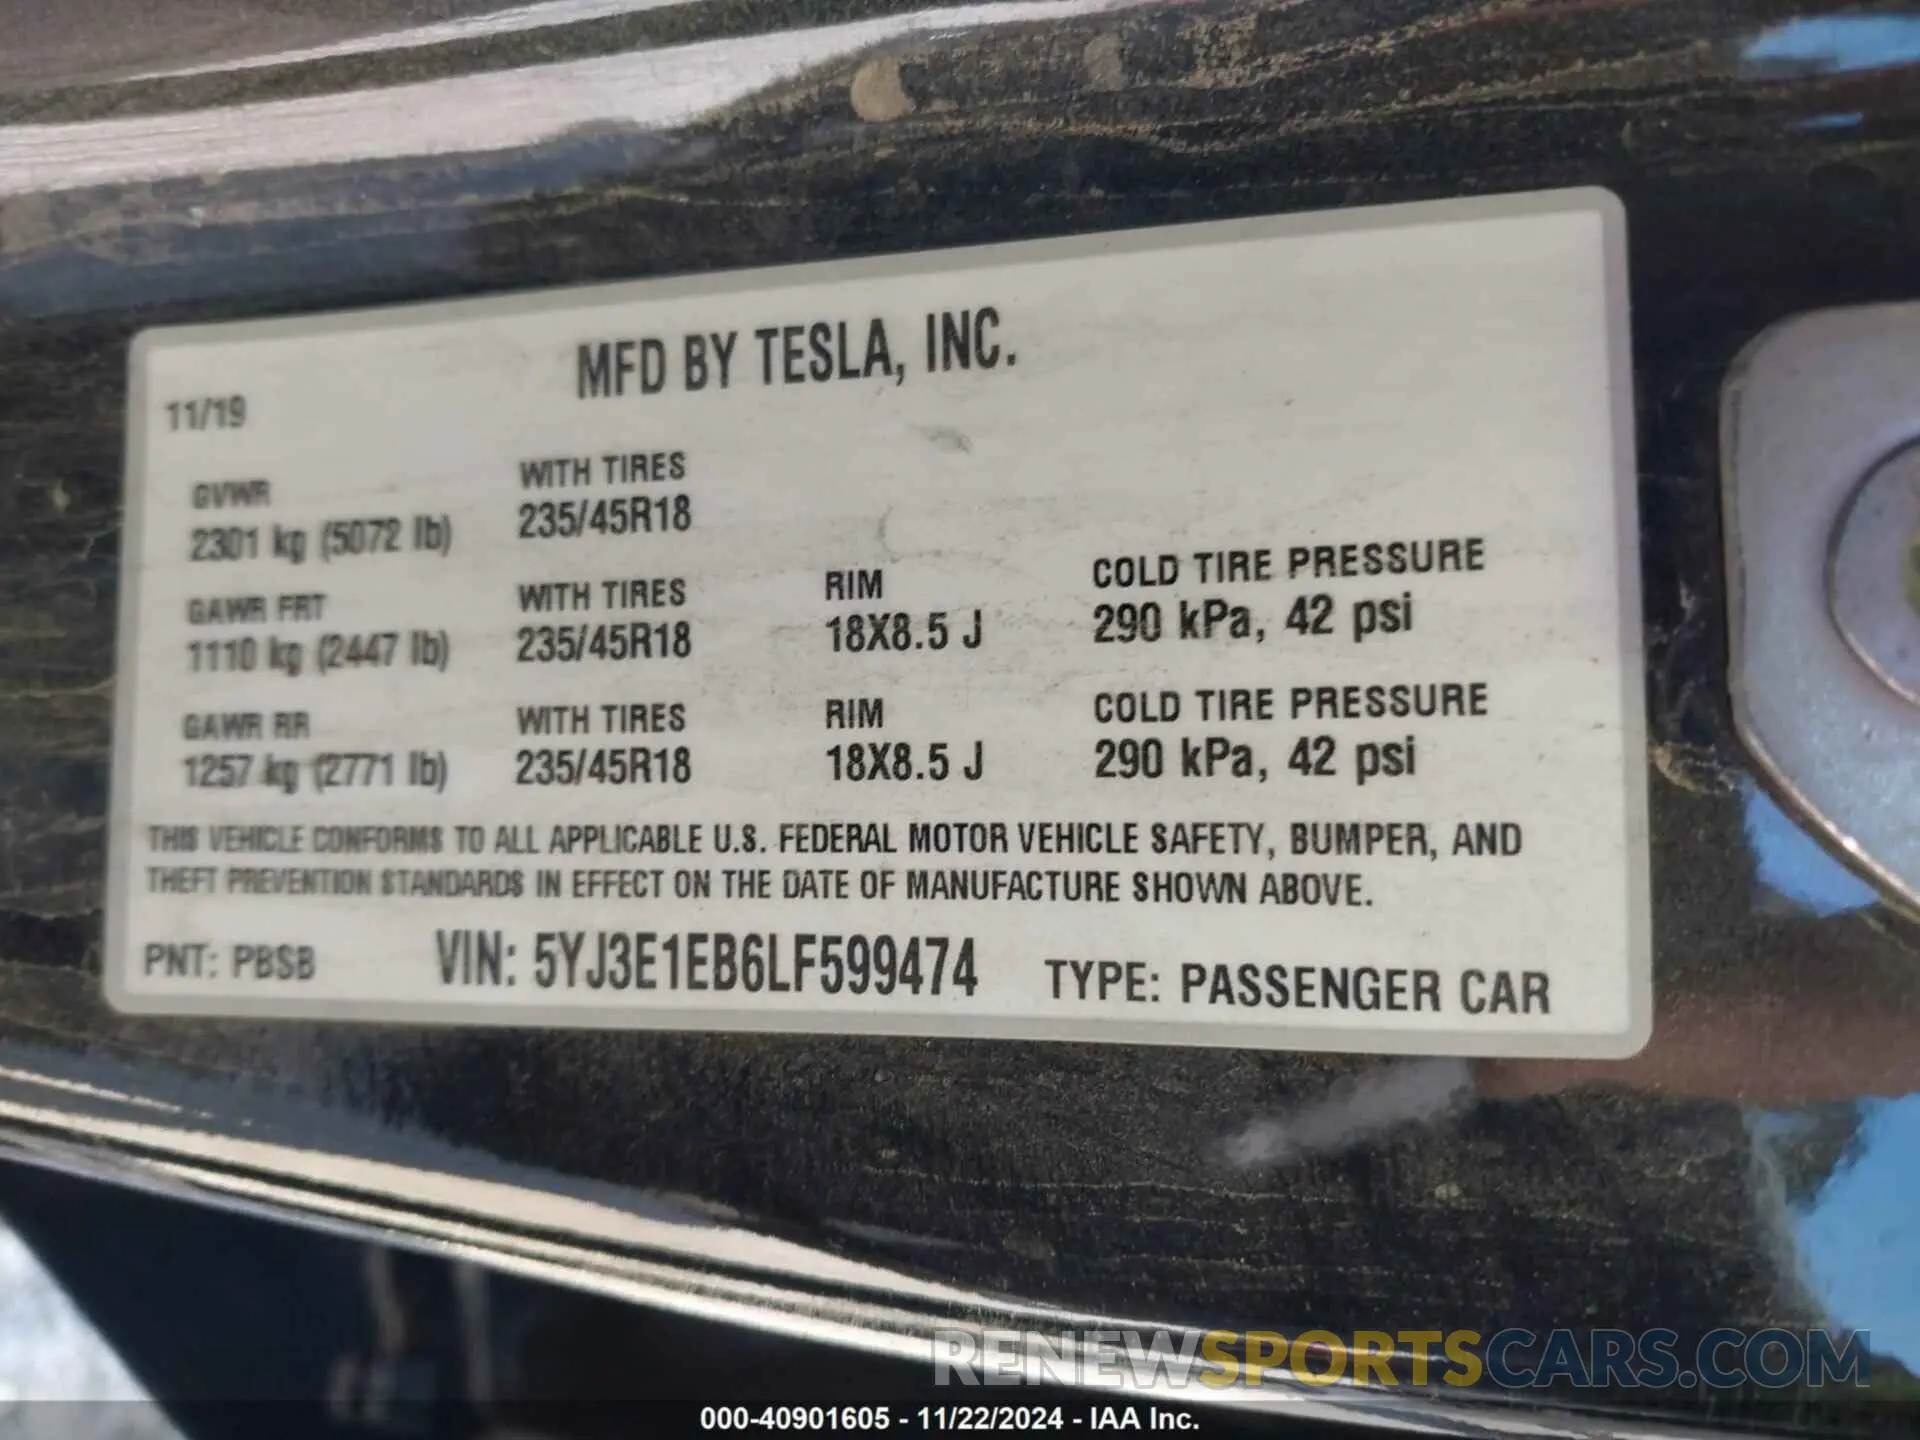 MFD BY TESLA, INC.
11/19
GVWR WITH TIRES
2301 kg (5072 lb) 235/45R18
GAWR FRT WITH TIRES RIM COLD TIRE PRESSURE
1110 kg (2447 lb) 235/45R18 18X8.5 J 290 kPa, 42 psi
GAWR RR WITH TIRES RIM COLD TIRE PRESSURE
1257 kg (2771 lb) 235/45R18 18X8.5 J 290 kPa, 42 psi
THIS VEHICLE CONFORMS TO ALL APPLICABLE U.S. FEDERAL MOTOR VEHICLE SAFETY, BUMPER, AND
THEFT PREVENTION STANDARDS IN EFFECT ON THE DATE OF MANUFACTURE SHOWN ABOVE.
PNT: PBSB VIN: 5YJ3E1EB6LF599474 TYPE: PASSENGER CAR
RENEWSPORTSCARS.COM
000-40901605 - 11/22/2024 - IAA Inc.